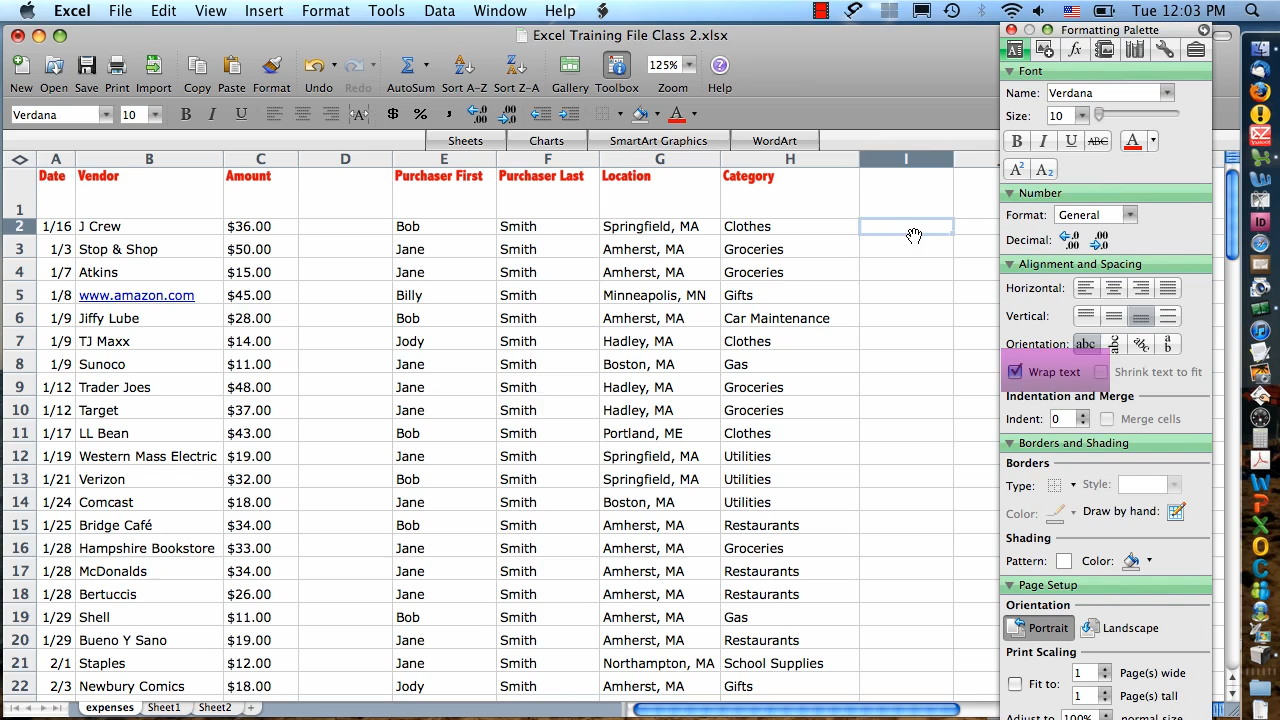 Excel File Edit View Insert Format Tools Data Window Help Tue 12:03 PM
Excel Training File Class 2.xlsx
Formatting Palette
New Open Save Print Import Copy Paste Format Undo Redo AutoSum Sort A-Z Sort Z-A Gallery Toolbox Zoom Help
125%
Verdana 10 B I U $ % , A
Sheets Charts SmartArt Graphics WordArt
A B C D E F G H I
1 Date Vendor Amount Purchaser First Purchaser Last Location Category
2 1/16 J Crew $36.00 Bob Smith Springfield, MA Clothes
3 1/3 Stop & Shop $50.00 Jane Smith Amherst, MA Groceries
4 1/7 Atkins $15.00 Jane Smith Amherst, MA Groceries
5 1/8 www.amazon.com $45.00 Billy Smith Minneapolis, MN Gifts
6 1/9 Jiffy Lube $28.00 Bob Smith Amherst, MA Car Maintenance
7 1/9 TJ Maxx $14.00 Jody Smith Hadley, MA Clothes
8 1/9 Sunoco $11.00 Jane Smith Boston, MA Gas
9 1/12 Trader Joes $48.00 Jane Smith Hadley, MA Groceries
10 1/12 Target $37.00 Jane Smith Hadley, MA Groceries
11 1/17 LL Bean $43.00 Bob Smith Portland, ME Clothes
12 1/19 Western Mass Electric $19.00 Jane Smith Springfield, MA Utilities
13 1/21 Verizon $32.00 Bob Smith Springfield, MA Utilities
14 1/24 Comcast $18.00 Jane Smith Boston, MA Utilities
15 1/25 Bridge Café $34.00 Bob Smith Amherst, MA Restaurants
16 1/28 Hampshire Bookstore $33.00 Jane Smith Amherst, MA Groceries
17 1/28 McDonalds $34.00 Jane Smith Amherst, MA Restaurants
18 1/28 Bertuccis $26.00 Jane Smith Amherst, MA Restaurants
19 1/29 Shell $11.00 Bob Smith Amherst, MA Gas
20 1/29 Bueno Y Sano $19.00 Jane Smith Amherst, MA Restaurants
21 2/1 Staples $12.00 Jane Smith Northampton, MA School Supplies
22 2/3 Newbury Comics $18.00 Jody Smith Amherst, MA Gifts
expenses Sheet1 Sheet2 +
Font
Name: Verdana
Size: 10
B I U ABC A
A2 A2
Number
Format: General
Decimal: .0 .00 .00 .0
Alignment and Spacing
Horizontal:
Vertical:
Orientation: abc abc abc a b
Wrap text Shrink text to fit
Indentation and Merge
Indent: 0 Merge cells
Borders and Shading
Borders
Type: Style:
Color: Draw by hand:
Shading
Pattern: Color:
Page Setup
Orientation
Portrait Landscape
Print Scaling
Fit to: 1 Page(s) wide
1 Page(s) tall
Adjust to 100% normal size